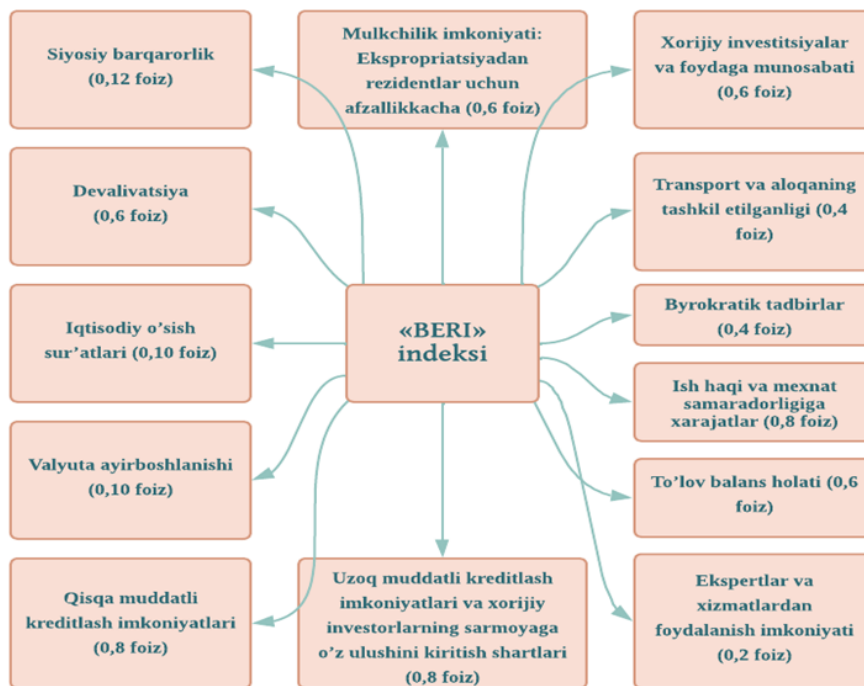 Siyosiy barqarorlik
(0,12 foiz)
Mulkchilik imkoniyati:
Ekspropriatsiyadan
rezidentlar uchun
afzallikkacha (0,6 foiz)
Xorijiy investitsiyalar
va foydaga munosabati
(0,6 foiz)
Devalivatsiya
(0,6 foiz)
Transport va aloqaning
tashkil etilganligi (0,4
foiz)
Iqtisodiy o’sish
sur’atlari (0,10 foiz)
«BERI»
indeksi
Byrokratik tadbirlar
(0,4 foiz)
Ish haqi va mexnat
samaradorligiga
xarajatlar (0,8 foiz)
Valyuta ayirboshlanishi
(0,10 foiz)
To’lov balans holati (0,6
foiz)
Qisqa muddatli
kreditlash imkoniyatlari
(0,8 foiz)
Uzoq muddatli kreditlash
imkoniyatlari va xorijiy
investorlarning sarmoyaga
o’z ulushini kiritish shartlari
(0,8 foiz)
Ekspertlar va
xizmatlardan
foydalanish imkoniyati
(0,2 foiz)